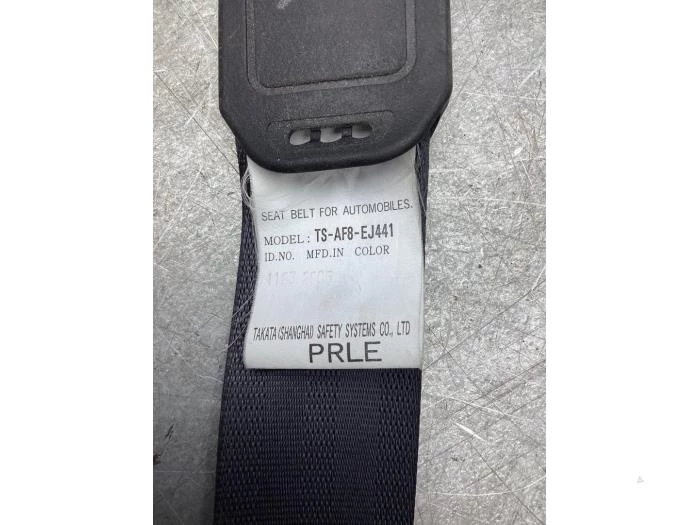 SEAT BELT FOR AUTOMOBILES.
MODEL: TS-AF8-EJ441
ID.NO. MFD.IN COLOR
TAKATA(SHANGHAI) SAFETY SYSTEMS CO., LTD
PRLE